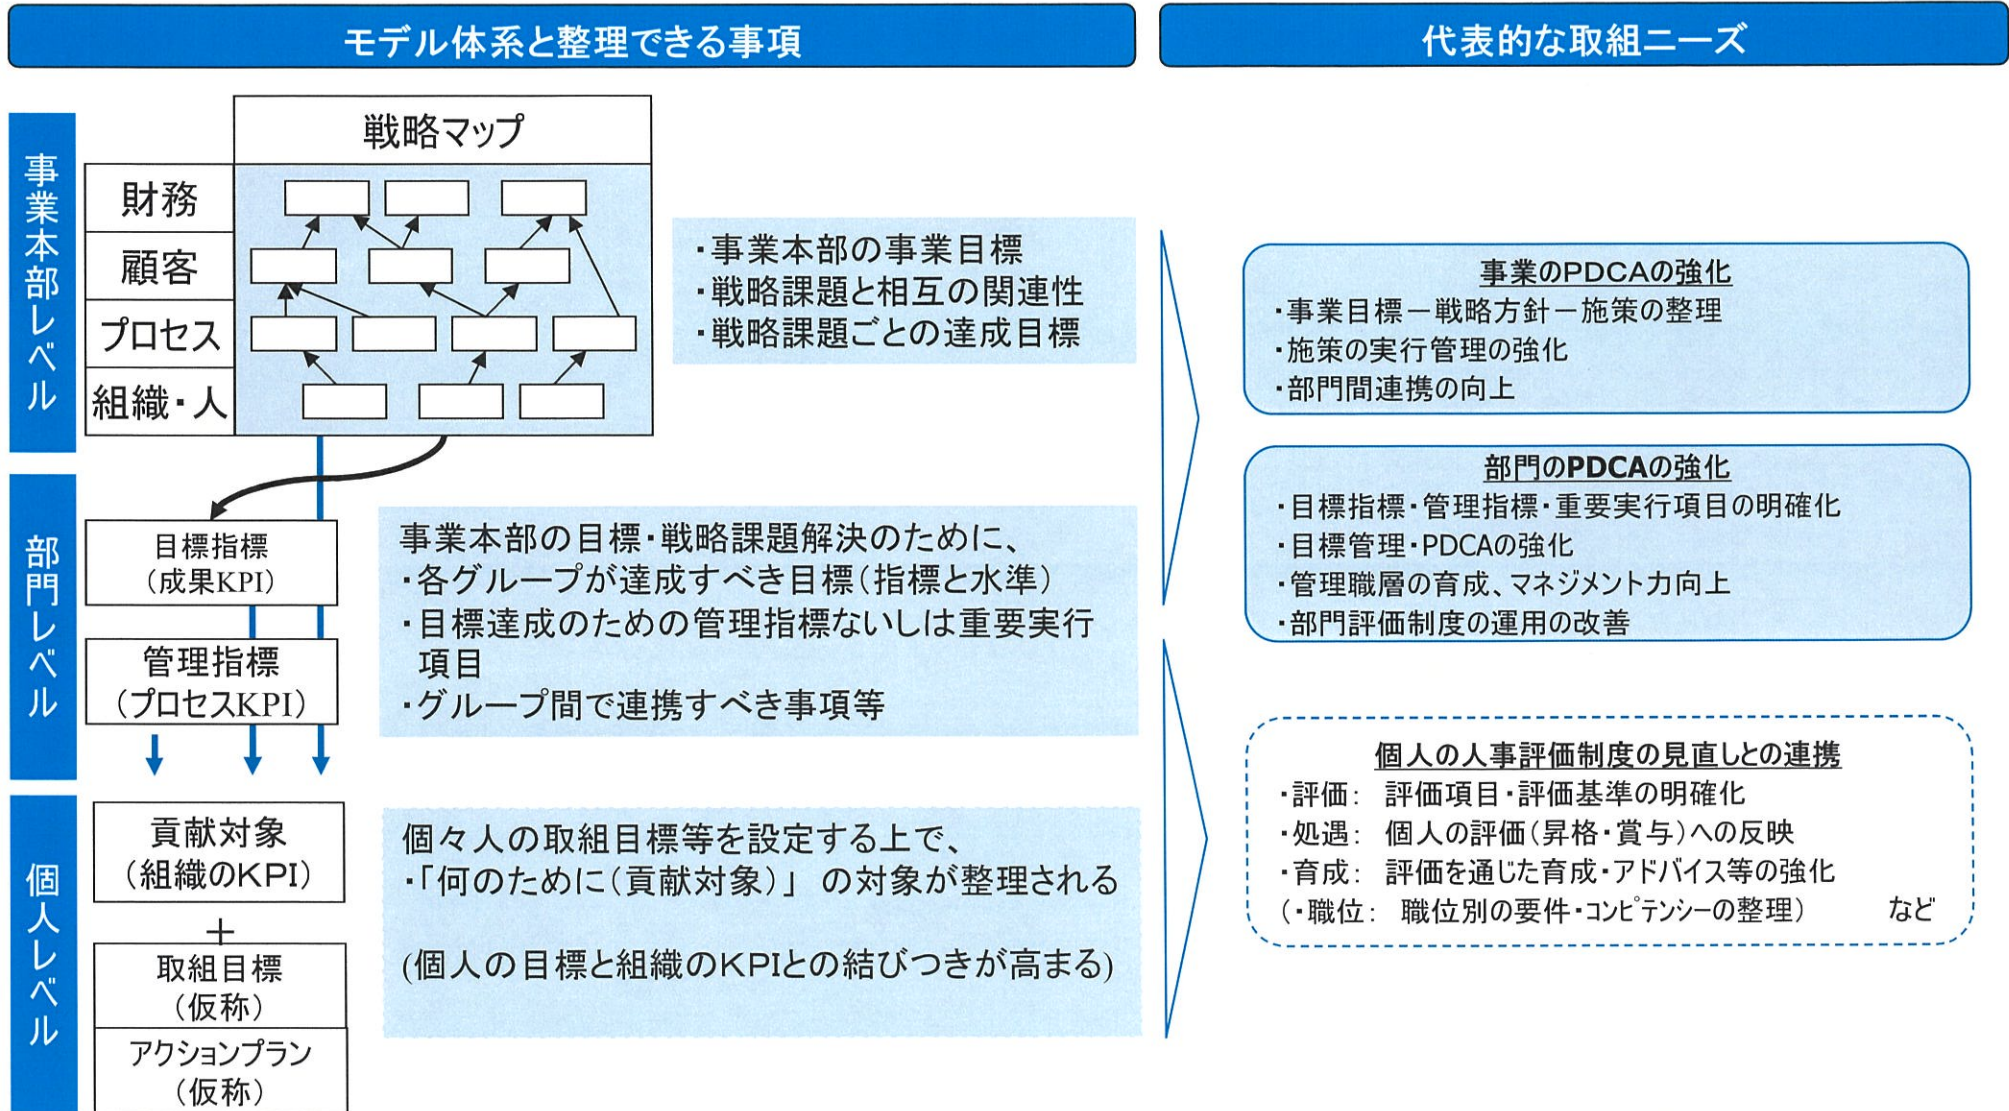 モデル体系と整理できる事項
代表的な取組ニーズ
事業本部レベル
戦略マップ
財務
顧客
プロセス
組織・人
・事業本部の事業目標
・戦略課題と相互の関連性
・戦略課題ごとの達成目標
事業のPDCAの強化
・事業目標－戦略方針－施策の整理
・施策の実行管理の強化
・部門間連携の向上
部門レベル
目標指標
（成果KPI）
管理指標
（プロセスKPI）
事業本部の目標・戦略課題解決のために、
・各グループが達成すべき目標（指標と水準）
・目標達成のための管理指標ないしは重要実行
項目
・グループ間で連携すべき事項等
部門のPDCAの強化
・目標指標・管理指標・重要実行項目の明確化
・目標管理・PDCAの強化
・管理職層の育成、マネジメント力向上
・部門評価制度の運用の改善
個人レベル
貢献対象
（組織のKPI）
＋
取組目標
（仮称）
アクションプラン
（仮称）
個々人の取組目標等を設定する上で、
・「何のために（貢献対象）」 の対象が整理される
(個人の目標と組織のKPIとの結びつきが高まる)
個人の人事評価制度の見直しとの連携
・評価： 評価項目・評価基準の明確化
・処遇： 個人の評価（昇格・賞与）への反映
・育成： 評価を通じた育成・アドバイス等の強化
（・職位： 職位別の要件・コンピテンシーの整理） など